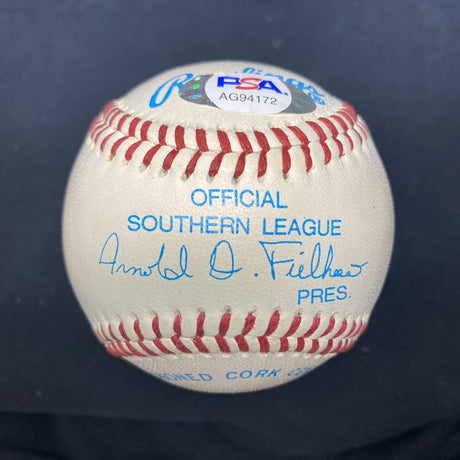 PSA
AG94172
OFFICIAL
SOUTHERN LEAGUE
Arnold D. Fielkow
PRES.
CORK